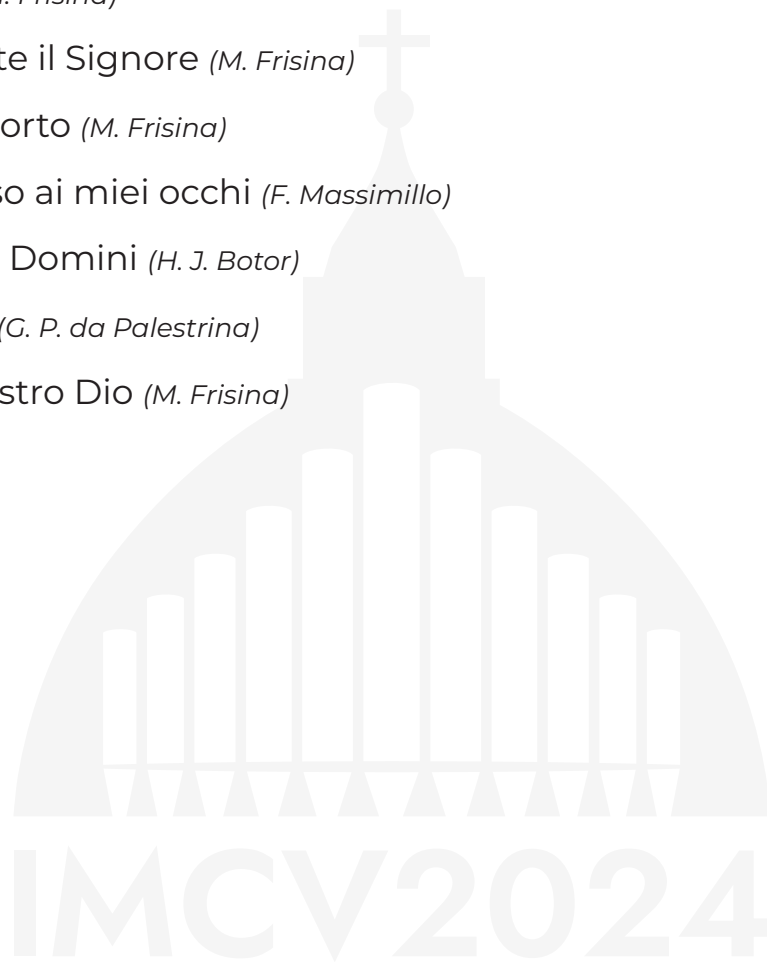 . Frisina)
te il Signore (M. Frisina)
orto (M. Frisina)
so ai miei occhi (F. Massimillo)
Domini (H. J. Botor)
(G. P. da Palestrina)
stro Dio (M. Frisina)
IMCV2024